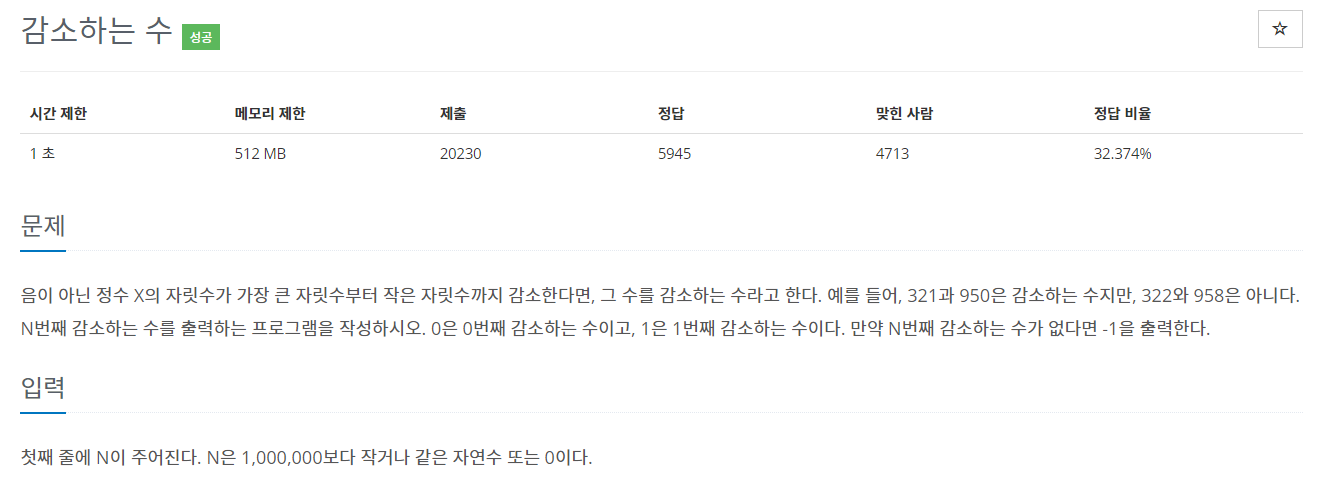 감소하는 수 성공
☆
시간 제한 메모리 제한 제출 정답 맞힌 사람 정답 비율
1 초 512 MB 20230 5945 4713 32.374%
문제
음이 아닌 정수 X의 자릿수가 가장 큰 자릿수부터 작은 자릿수까지 감소한다면, 그 수를 감소하는 수라고 한다. 예를 들어, 321과 950은 감소하는 수지만, 322와 958은 아니다.
N번째 감소하는 수를 출력하는 프로그램을 작성하시오. 0은 0번째 감소하는 수이고, 1은 1번째 감소하는 수이다. 만약 N번째 감소하는 수가 없다면 -1을 출력한다.
입력
첫째 줄에 N이 주어진다. N은 1,000,000보다 작거나 같은 자연수 또는 0이다.